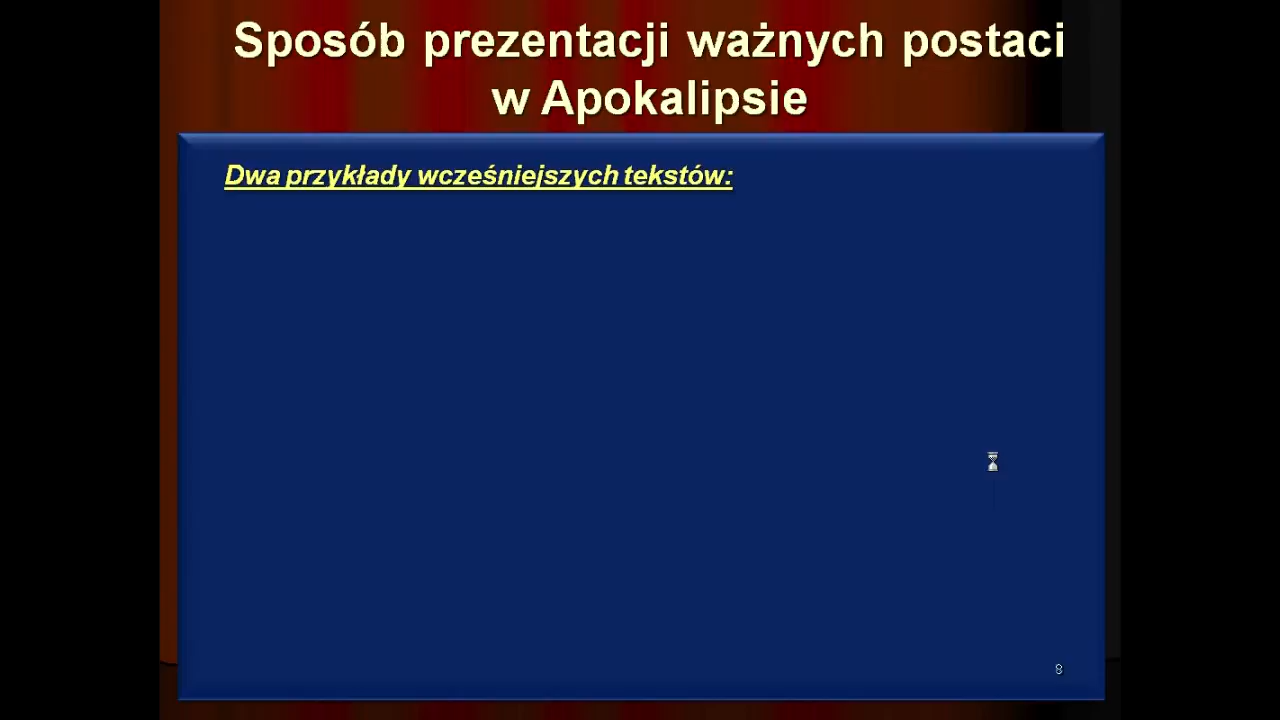 Sposób prezentacji ważnych postaci
w Apokalipsie
Dwa przykłady wcześniejszych tekstów:
8